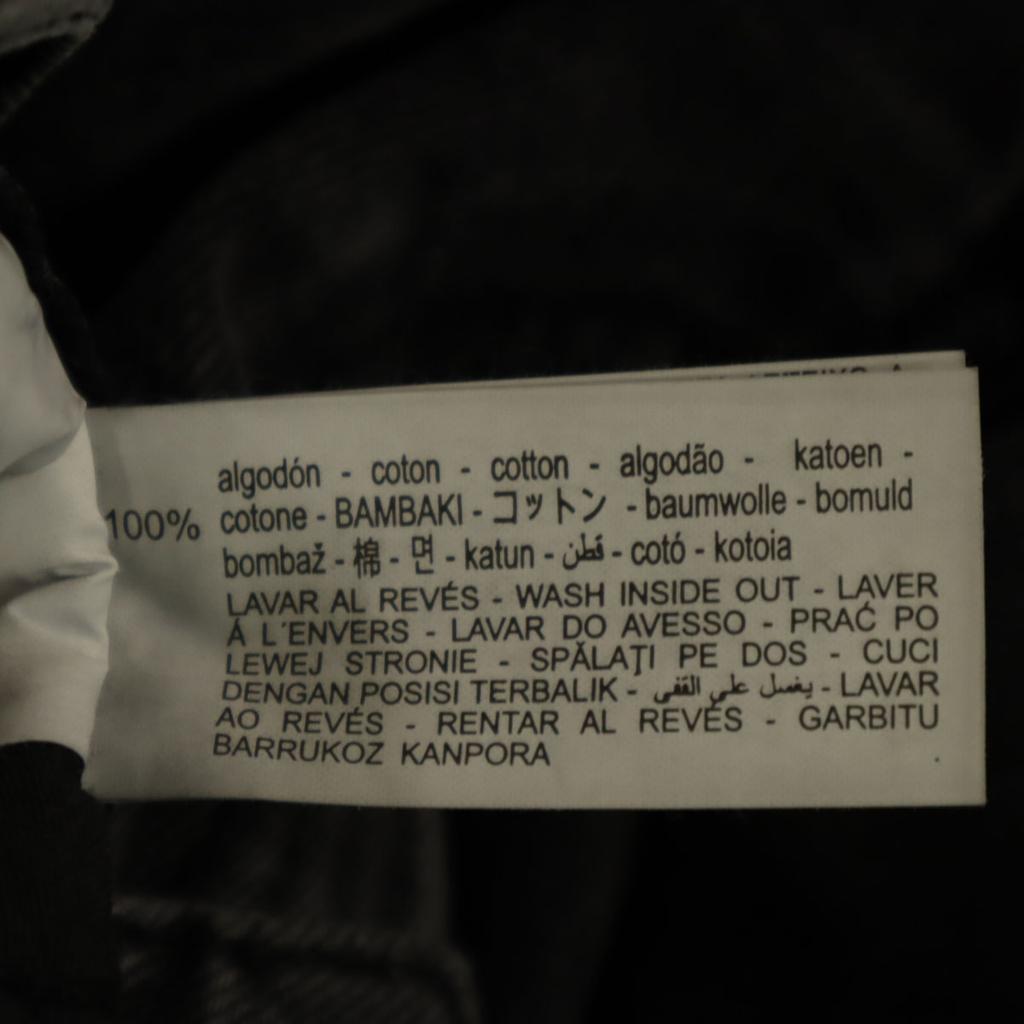 algodón - coton - cotton - algodão - katoen -
100% cotone - BAMBAKI - コットン - baumwolle - bomuld
bombaž - 棉 - 면 - katun - قطن - cotó - kotoia
LAVAR AL REVÉS - WASH INSIDE OUT - LAVER
Á L´ENVERS - LAVAR DO AVESSO - PRAĆ PO
LEWEJ STRONIE - SPĂLAŢI PE DOS - CUCI
DENGAN POSISI TERBALIK - يغسل على القفى - LAVAR
AO REVÉS - RENTAR AL REVÉS - GARBITU
BARRUKOZ KANPORA